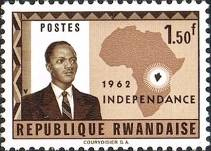 POSTES
1.50f
1962
INDEPENDANCE
REPUBLIQUE RWANDAISE
COURVOISIER S.A.